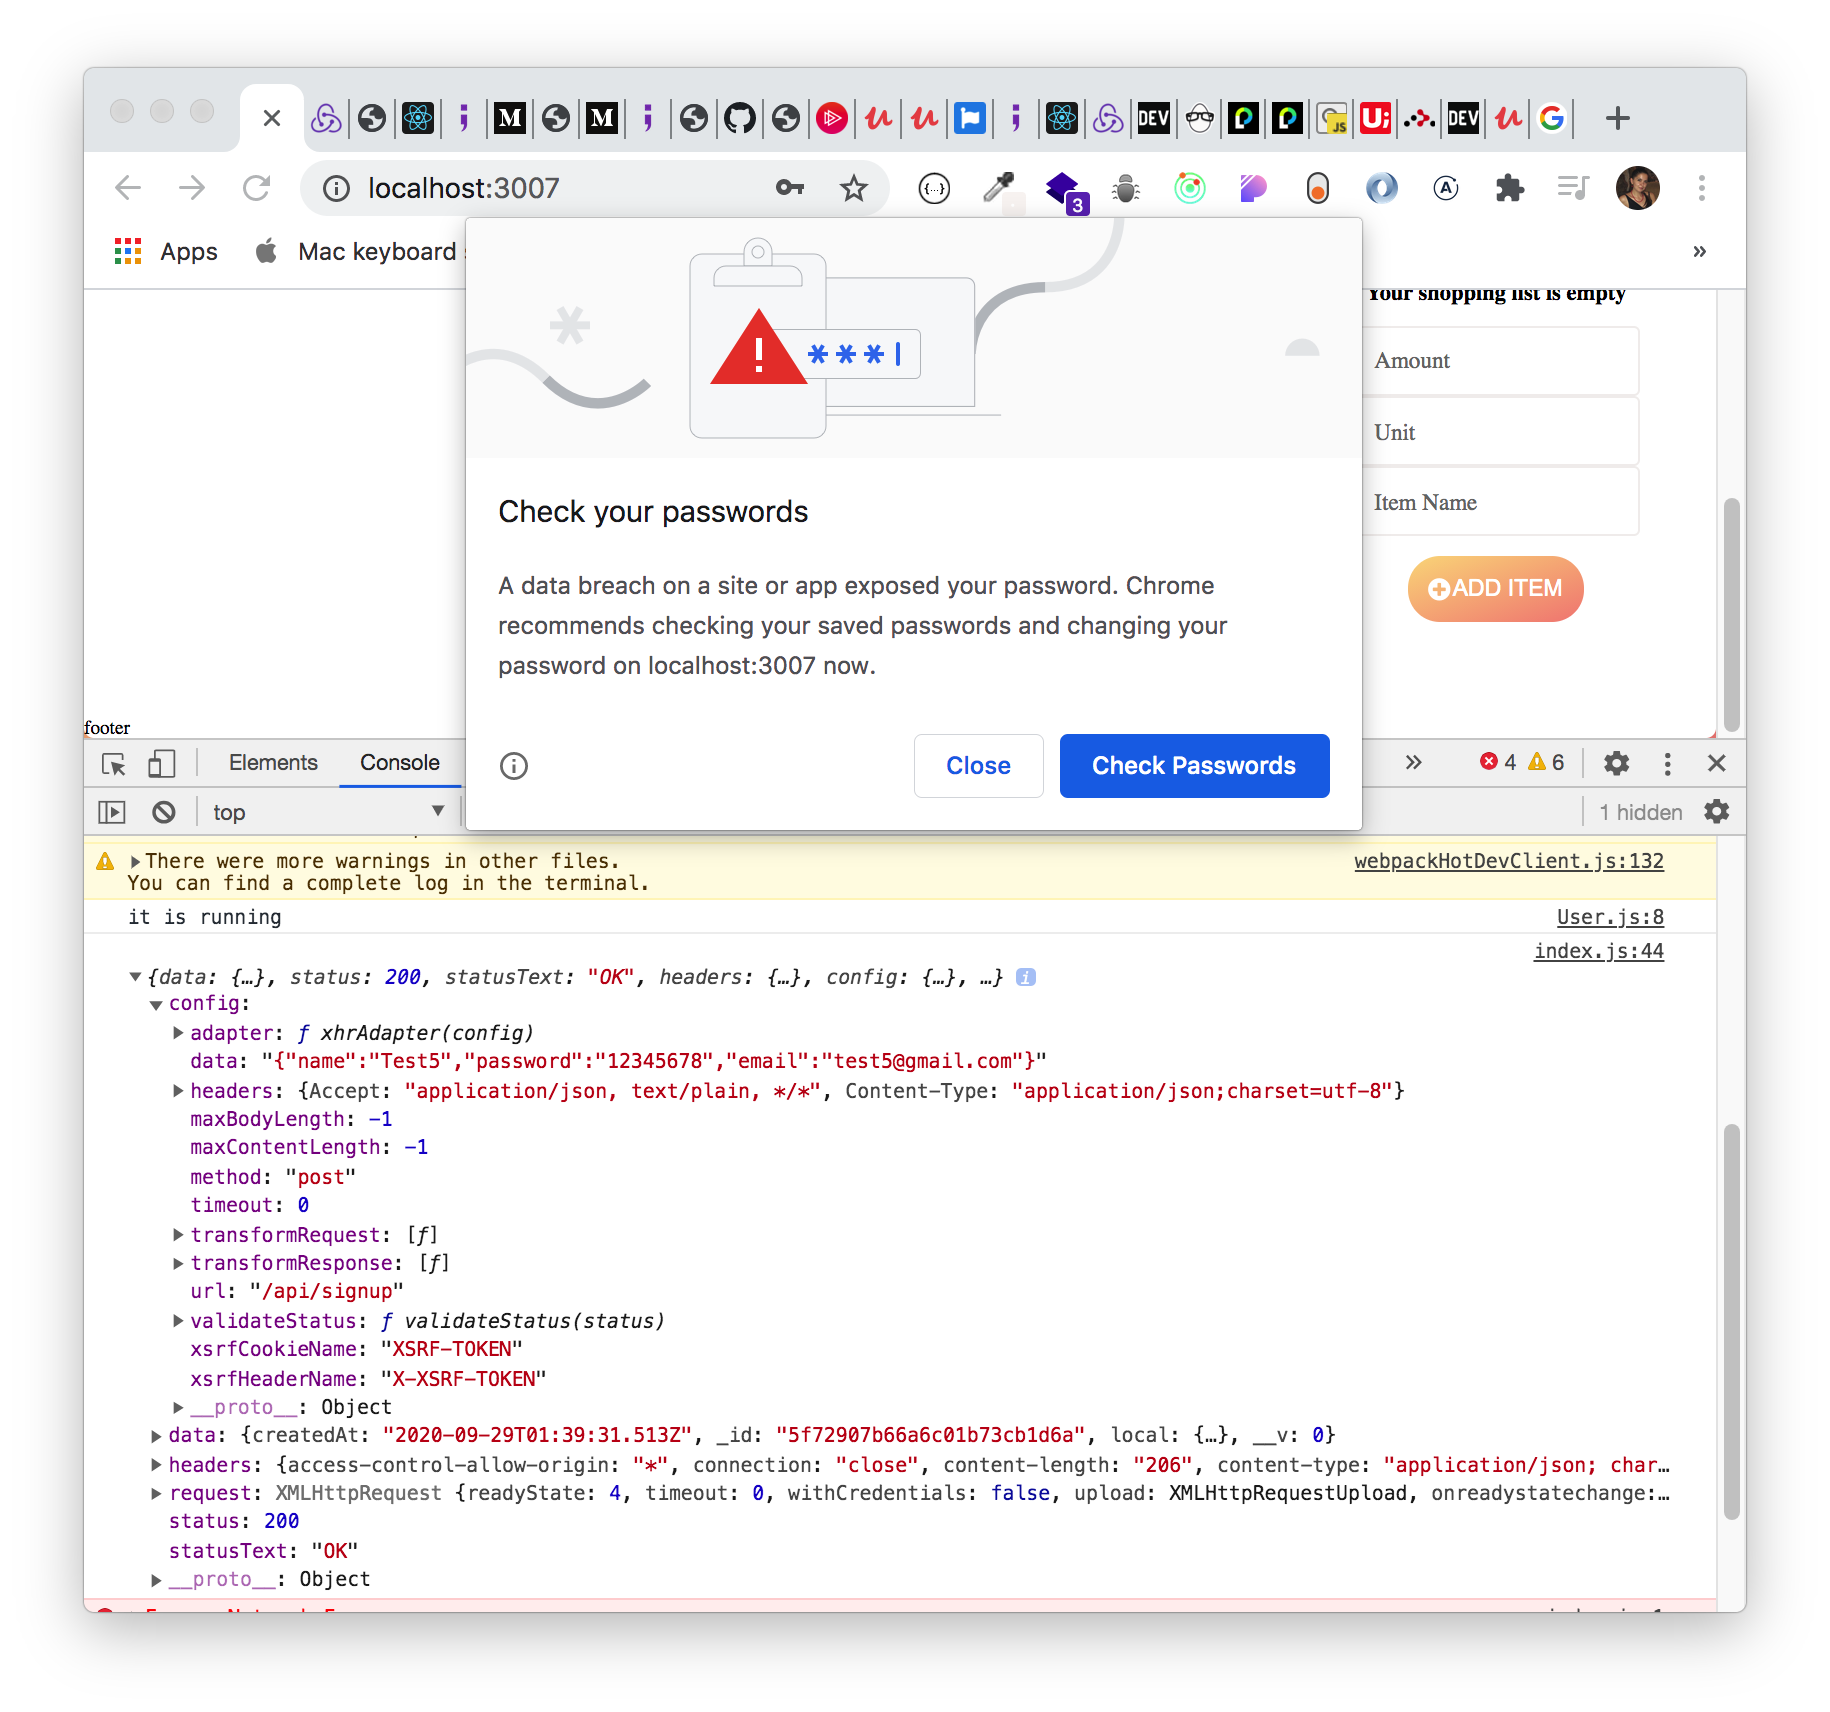 DEV
JS
U;
DEV
G
localhost:3007
{...}
3
A
Apps
Mac keyboard
»
Your shopping list is empty
Amount
Unit
Item Name
ADD ITEM
***|
Check your passwords
A data breach on a site or app exposed your password. Chrome
recommends checking your saved passwords and changing your
password on localhost:3007 now.
Close
Check Passwords
footer
Elements
Console
»
4
6
top
1 hidden
There were more warnings in other files.
webpackHotDevClient.js:132
You can find a complete log in the terminal.
it is running
User.js:8
index.js:44
{data: {…}, status: 200, statusText: "OK", headers: {…}, config: {…}, …}
config:
adapter: ƒ xhrAdapter(config)
data: "{"name":"Test5","password":"12345678","email":"test5@gmail.com"}"
headers: {Accept: "application/json, text/plain, */*", Content-Type: "application/json;charset=utf-8"}
maxBodyLength: -1
maxContentLength: -1
method: "post"
timeout: 0
transformRequest: [ƒ]
transformResponse: [ƒ]
url: "/api/signup"
validateStatus: ƒ validateStatus(status)
xsrfCookieName: "XSRF-TOKEN"
xsrfHeaderName: "X-XSRF-TOKEN"
__proto__: Object
data: {createdAt: "2020-09-29T01:39:31.513Z", _id: "5f72907b66a6c01b73cb1d6a", local: {…}, __v: 0}
headers: {access-control-allow-origin: "*", connection: "close", content-length: "206", content-type: "application/json; char…
request: XMLHttpRequest {readyState: 4, timeout: 0, withCredentials: false, upload: XMLHttpRequestUpload, onreadystatechange:…
status: 200
statusText: "OK"
__proto__: Object